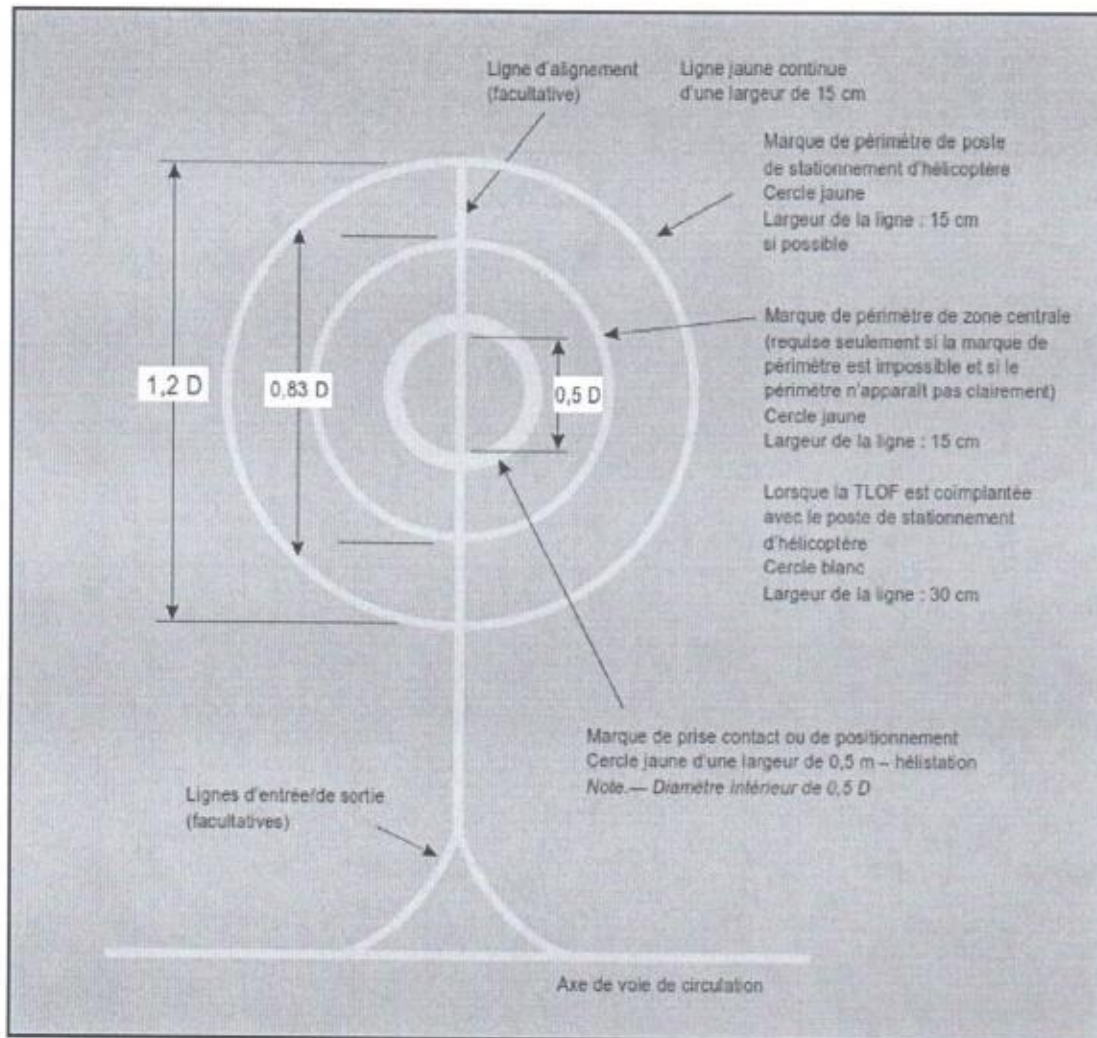 Ligne d'alignement
(facultative)
Ligne jaune continue
d'une largeur de 15 cm
Marque de périmètre de poste
de stationnement d'hélicoptère
Cercle jaune
Largeur de la ligne : 15 cm
si possible
Marque de périmètre de zone centrale
(requise seulement si la marque de
périmètre est impossible et si le
périmètre n'apparaît pas clairement)
Cercle jaune
Largeur de la ligne : 15 cm
1,2 D
0,83 D
0,5 D
Lorsque la TLOF est coïmplantée
avec le poste de stationnement
d'hélicoptère
Cercle blanc
Largeur de la ligne : 30 cm
Marque de prise contact ou de positionnement
Cercle jaune d'une largeur de 0,5 m – hélistation
Note.— Diamètre intérieur de 0,5 D
Lignes d'entrée/de sortie
(facultatives)
Axe de voie de circulation